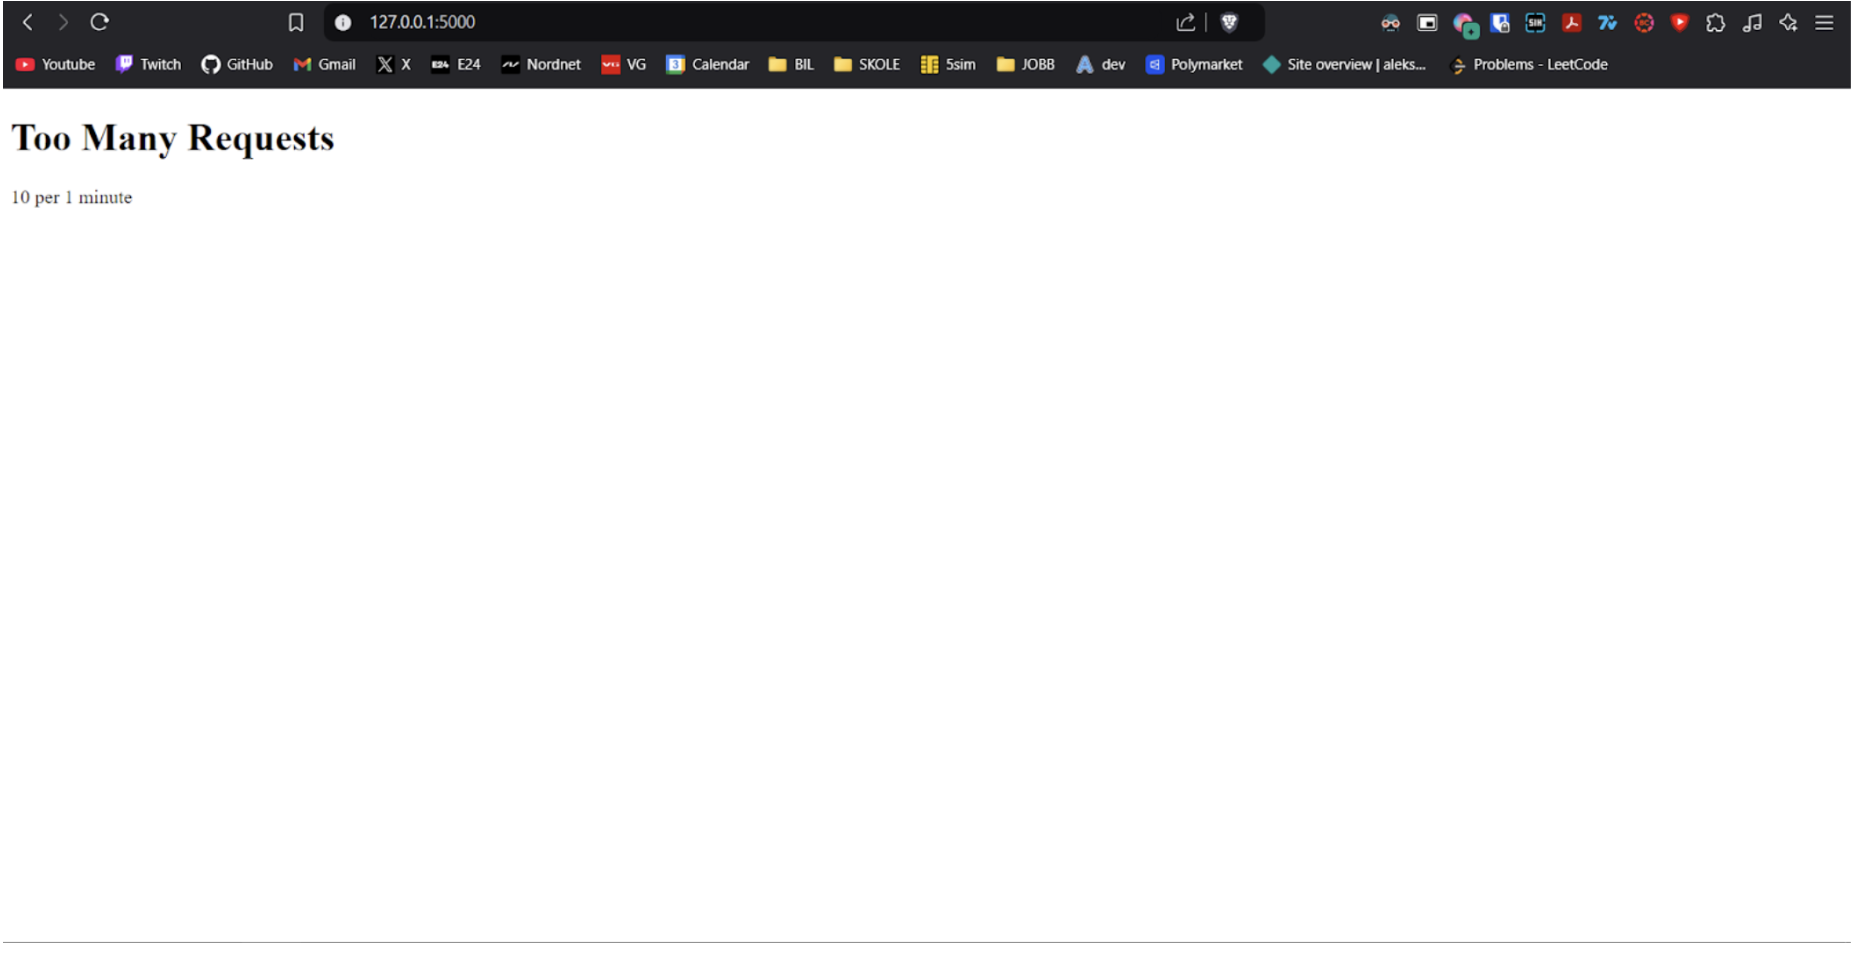 127.0.0.1:5000
Youtube Twitch GitHub Gmail X E24 Nordnet VG Calendar BIL SKOLE 5sim JOBB dev Polymarket Site overview | aleks... Problems - LeetCode
Too Many Requests
10 per 1 minute